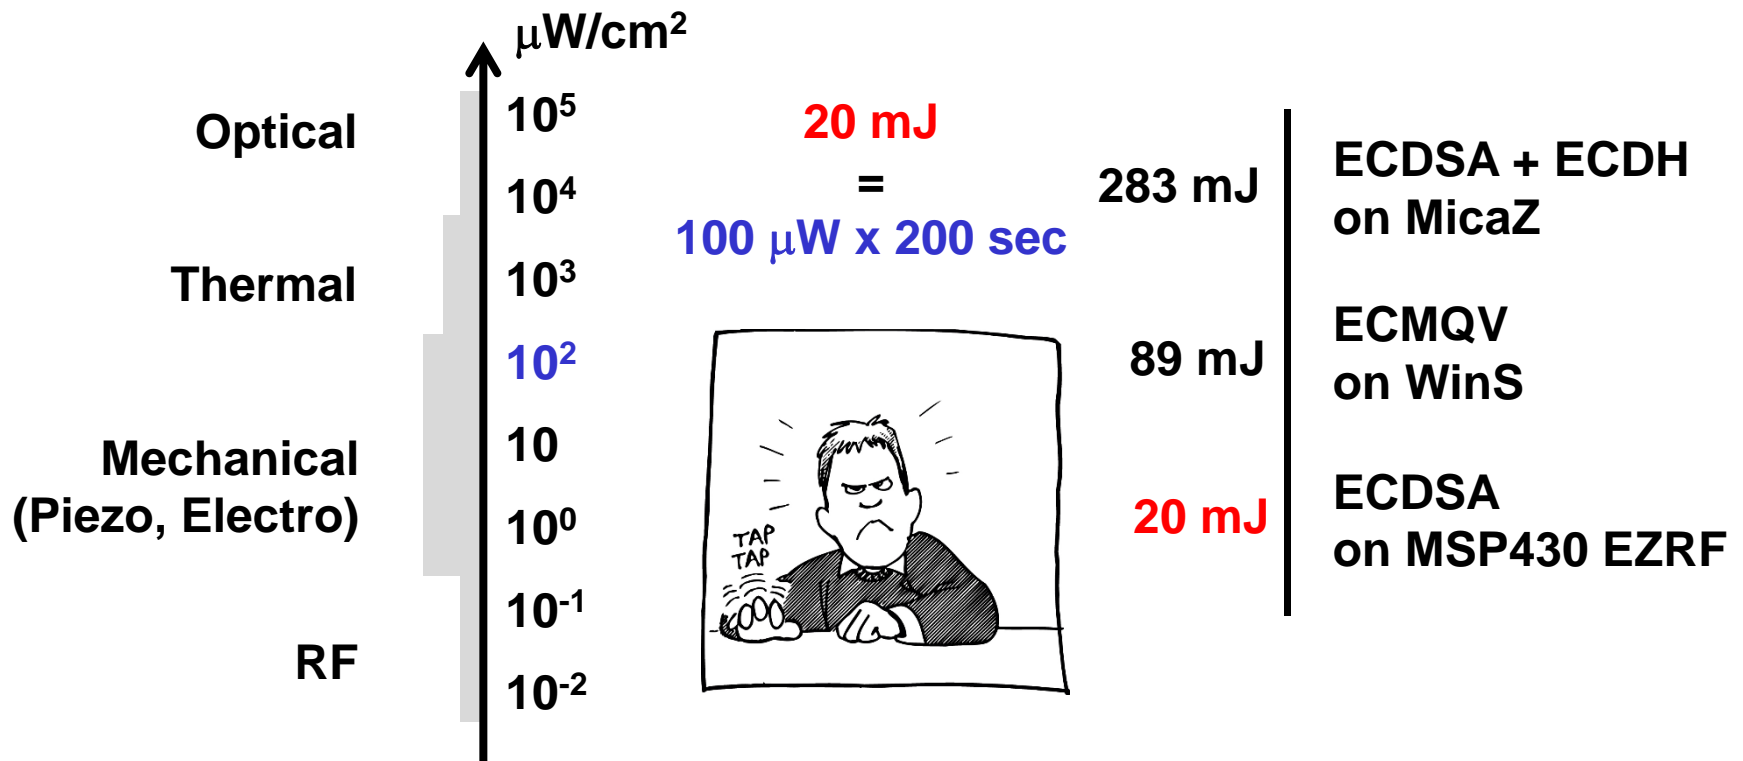 μW/cm²
Optical
Thermal
Mechanical
(Piezo, Electro)
RF
10⁵
10⁴
10³
10²
10
10⁰
10⁻¹
10⁻²
20 mJ
=
100 μW x 200 sec
TAP
TAP
283 mJ
89 mJ
20 mJ
ECDSA + ECDH
on MicaZ
ECMQV
on WinS
ECDSA
on MSP430 EZRF